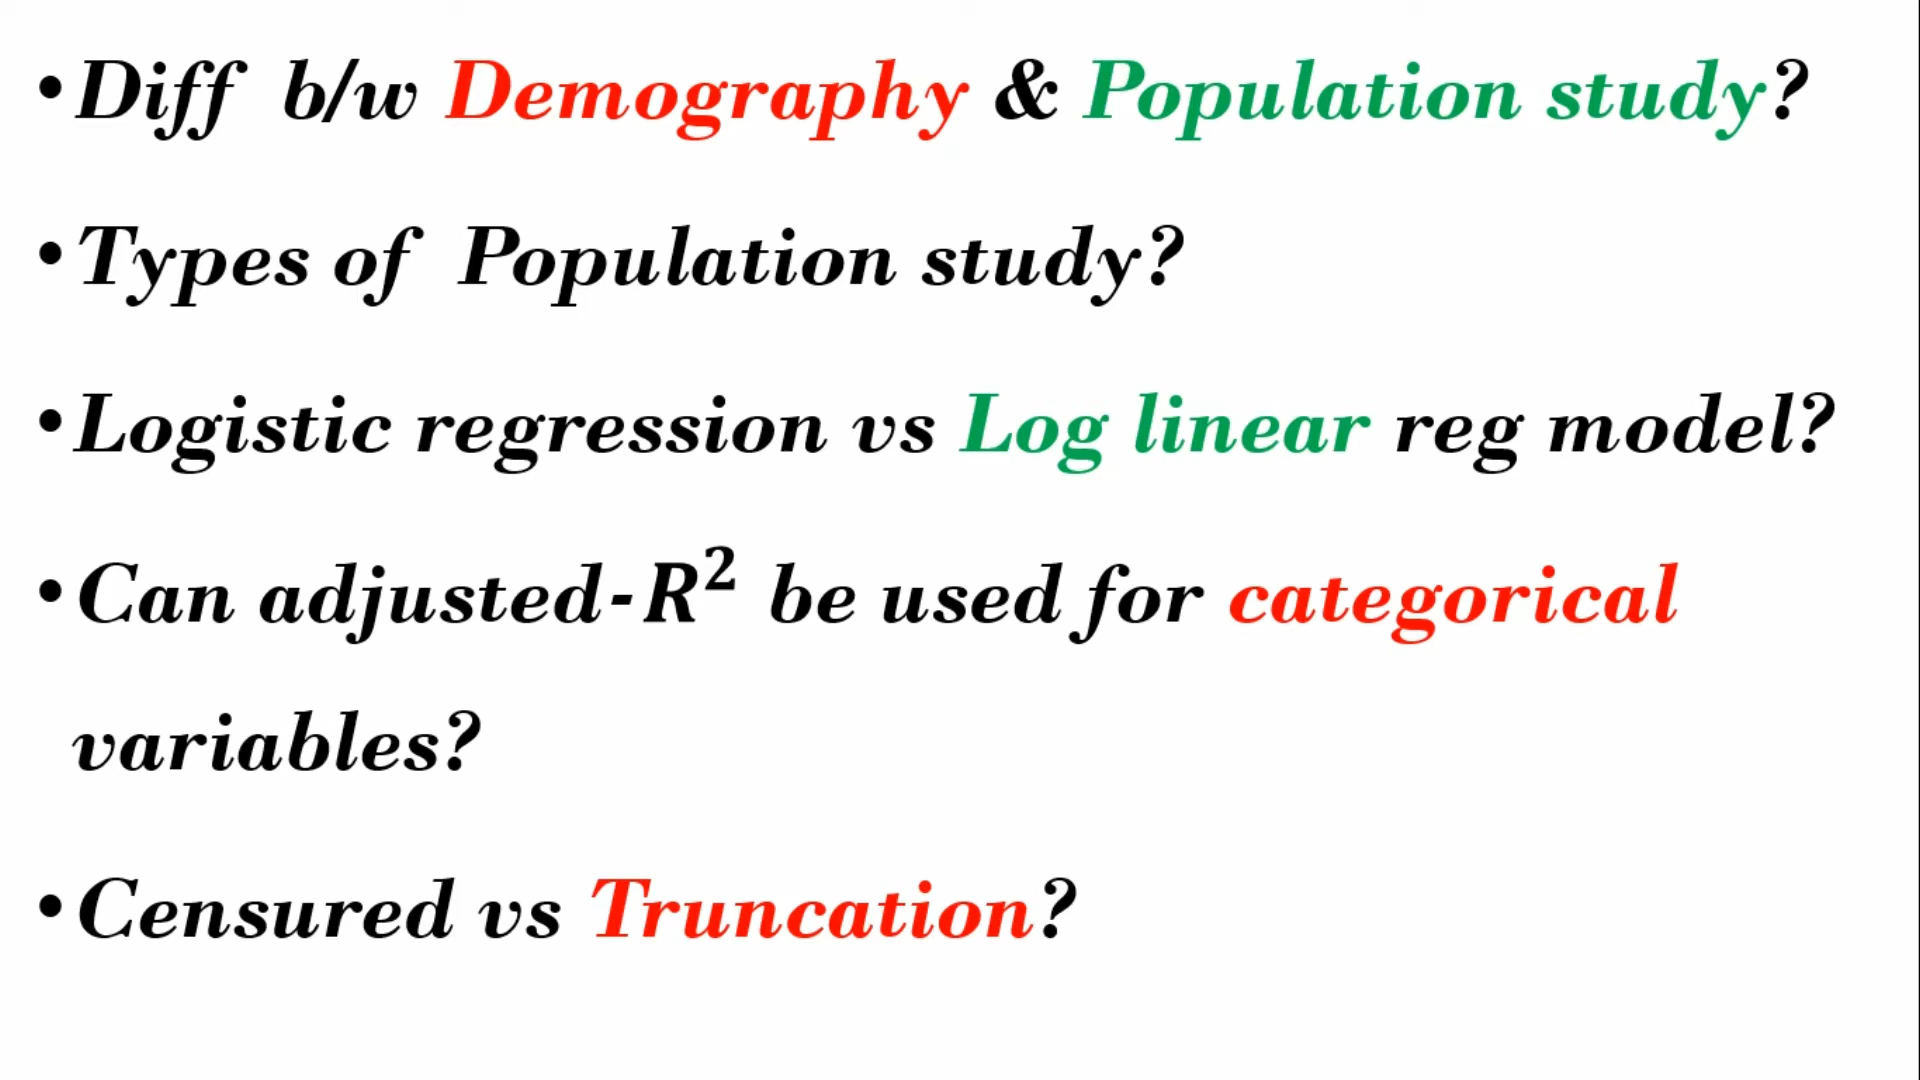 • Diff b/w Demography & Population study?
• Types of Population study?
• Logistic regression vs Log linear reg model?
• Can adjusted-R² be used for categorical
variables?
• Censured vs Truncation?